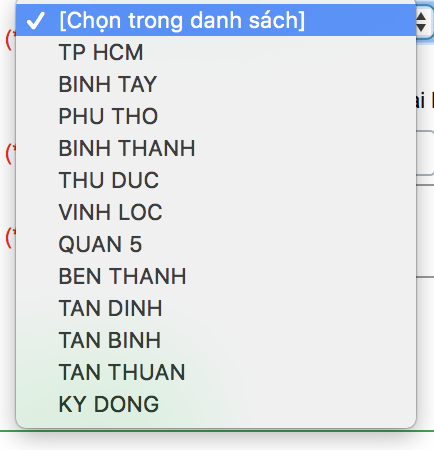 [Chọn trong danh sách]
TP HCM
BINH TAY
PHU THO
BINH THANH
THU DUC
VINH LOC
QUAN 5
BEN THANH
TAN DINH
TAN BINH
TAN THUAN
KY DONG